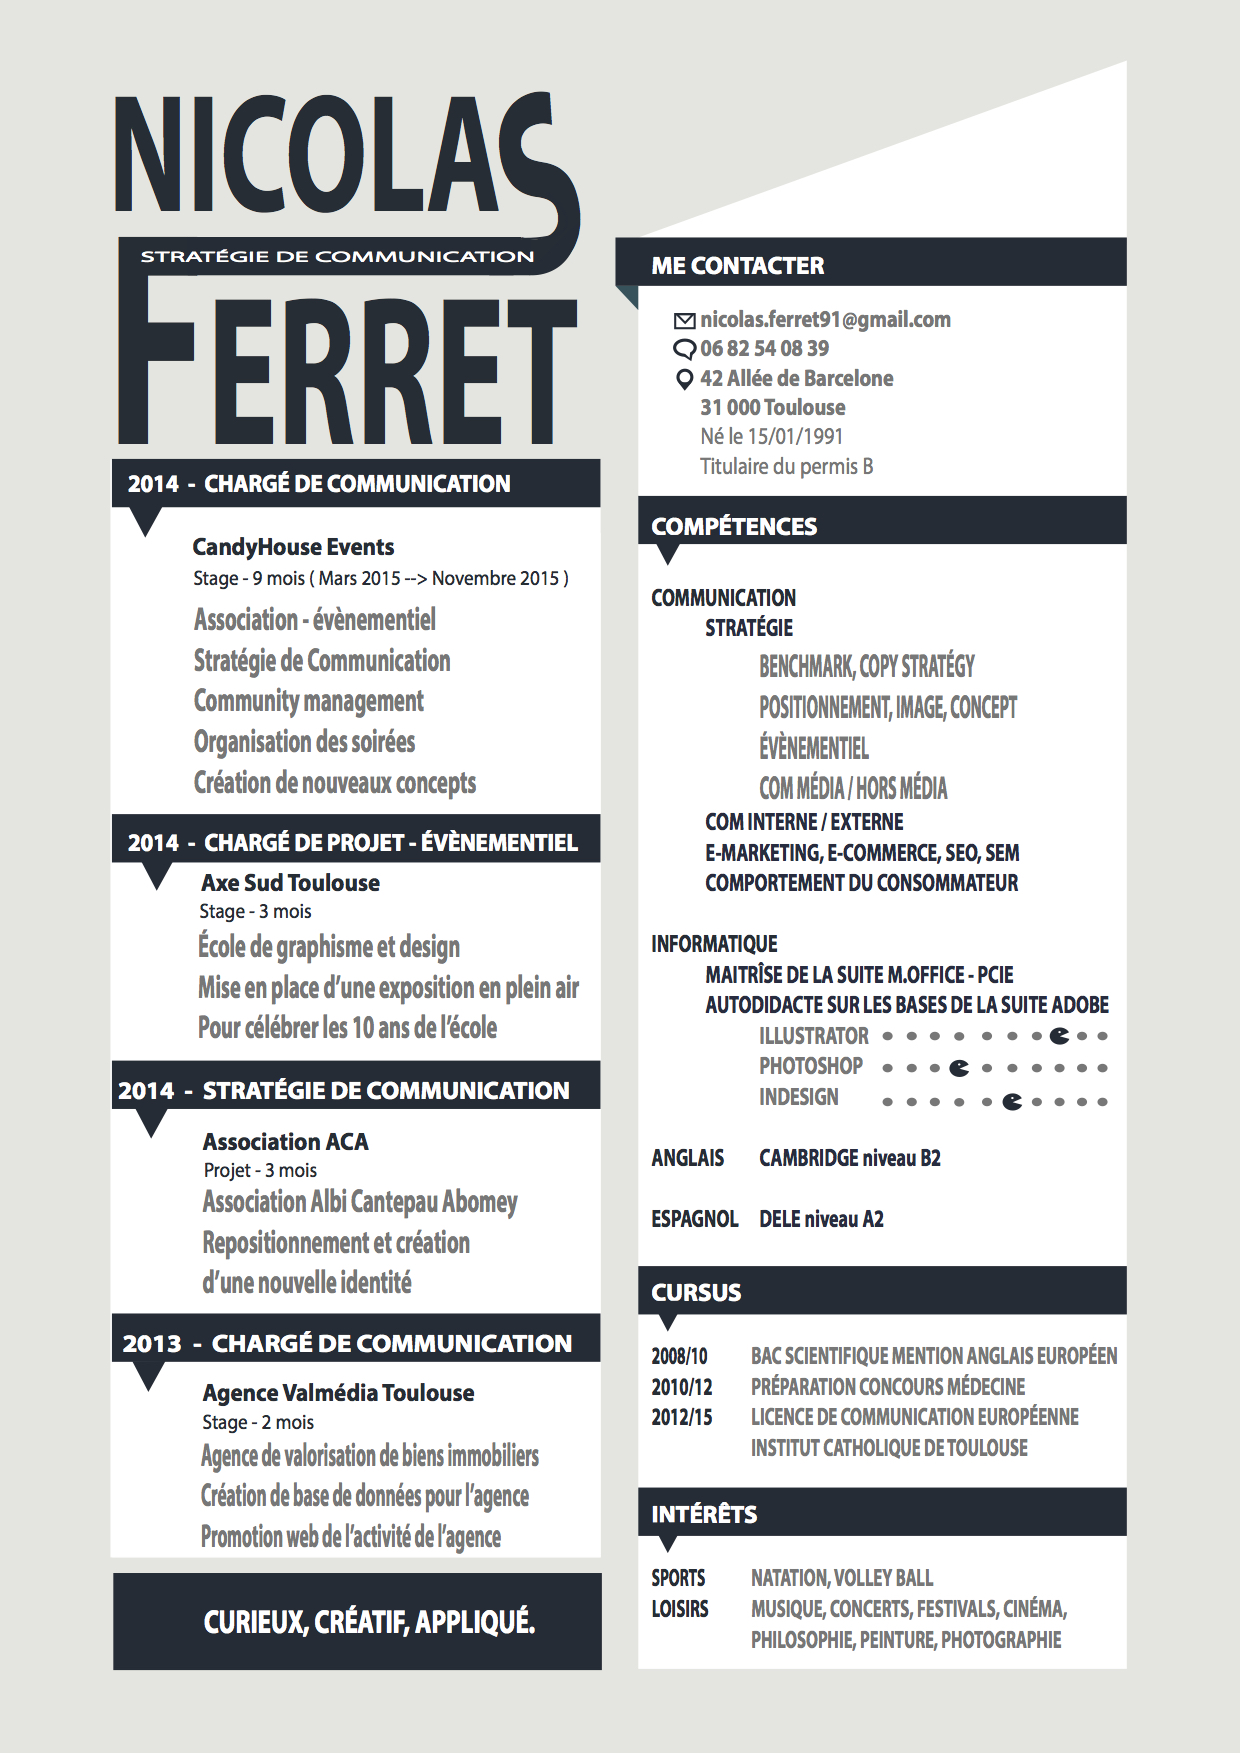 NICOLAS
STRATÉGIE DE COMMUNICATION
FERRET
2014 - CHARGÉ DE COMMUNICATION
CandyHouse Events
Stage - 9 mois ( Mars 2015 --> Novembre 2015 )
Association - évènementiel
Stratégie de Communication
Community management
Organisation des soirées
Création de nouveaux concepts
2014 - CHARGÉ DE PROJET - ÉVÈNEMENTIEL
Axe Sud Toulouse
Stage - 3 mois
École de graphisme et design
Mise en place d’une exposition en plein air
Pour célébrer les 10 ans de l’école
2014 - STRATÉGIE DE COMMUNICATION
Association ACA
Projet - 3 mois
Association Albi Cantepau Abomey
Repositionnement et création
d’une nouvelle identité
2013 - CHARGÉ DE COMMUNICATION
Agence Valmédia Toulouse
Stage - 2 mois
Agence de valorisation de biens immobiliers
Création de base de données pour l’agence
Promotion web de l’activité de l’agence
CURIEUX, CRÉATIF, APPLIQUÉ.
ME CONTACTER
nicolas.ferret91@gmail.com
06 82 54 08 39
42 Allée de Barcelone
31 000 Toulouse
Né le 15/01/1991
Titulaire du permis B
COMPÉTENCES
COMMUNICATION
STRATÉGIE
BENCHMARK, COPY STRATÉGY
POSITIONNEMENT, IMAGE, CONCEPT
ÉVÈNEMENTIEL
COM MÉDIA / HORS MÉDIA
COM INTERNE / EXTERNE
E-MARKETING, E-COMMERCE, SEO, SEM
COMPORTEMENT DU CONSOMMATEUR
INFORMATIQUE
MAITRÎSE DE LA SUITE M.OFFICE - PCIE
AUTODIDACTE SUR LES BASES DE LA SUITE ADOBE
ILLUSTRATOR
PHOTOSHOP
INDESIGN
ANGLAIS CAMBRIDGE niveau B2
ESPAGNOL DELE niveau A2
CURSUS
2008/10 BAC SCIENTIFIQUE MENTION ANGLAIS EUROPÉEN
2010/12 PRÉPARATION CONCOURS MÉDECINE
2012/15 LICENCE DE COMMUNICATION EUROPÉENNE
INSTITUT CATHOLIQUE DE TOULOUSE
INTÉRÊTS
SPORTS NATATION, VOLLEY BALL
LOISIRS MUSIQUE, CONCERTS, FESTIVALS, CINÉMA,
PHILOSOPHIE, PEINTURE, PHOTOGRAPHIE